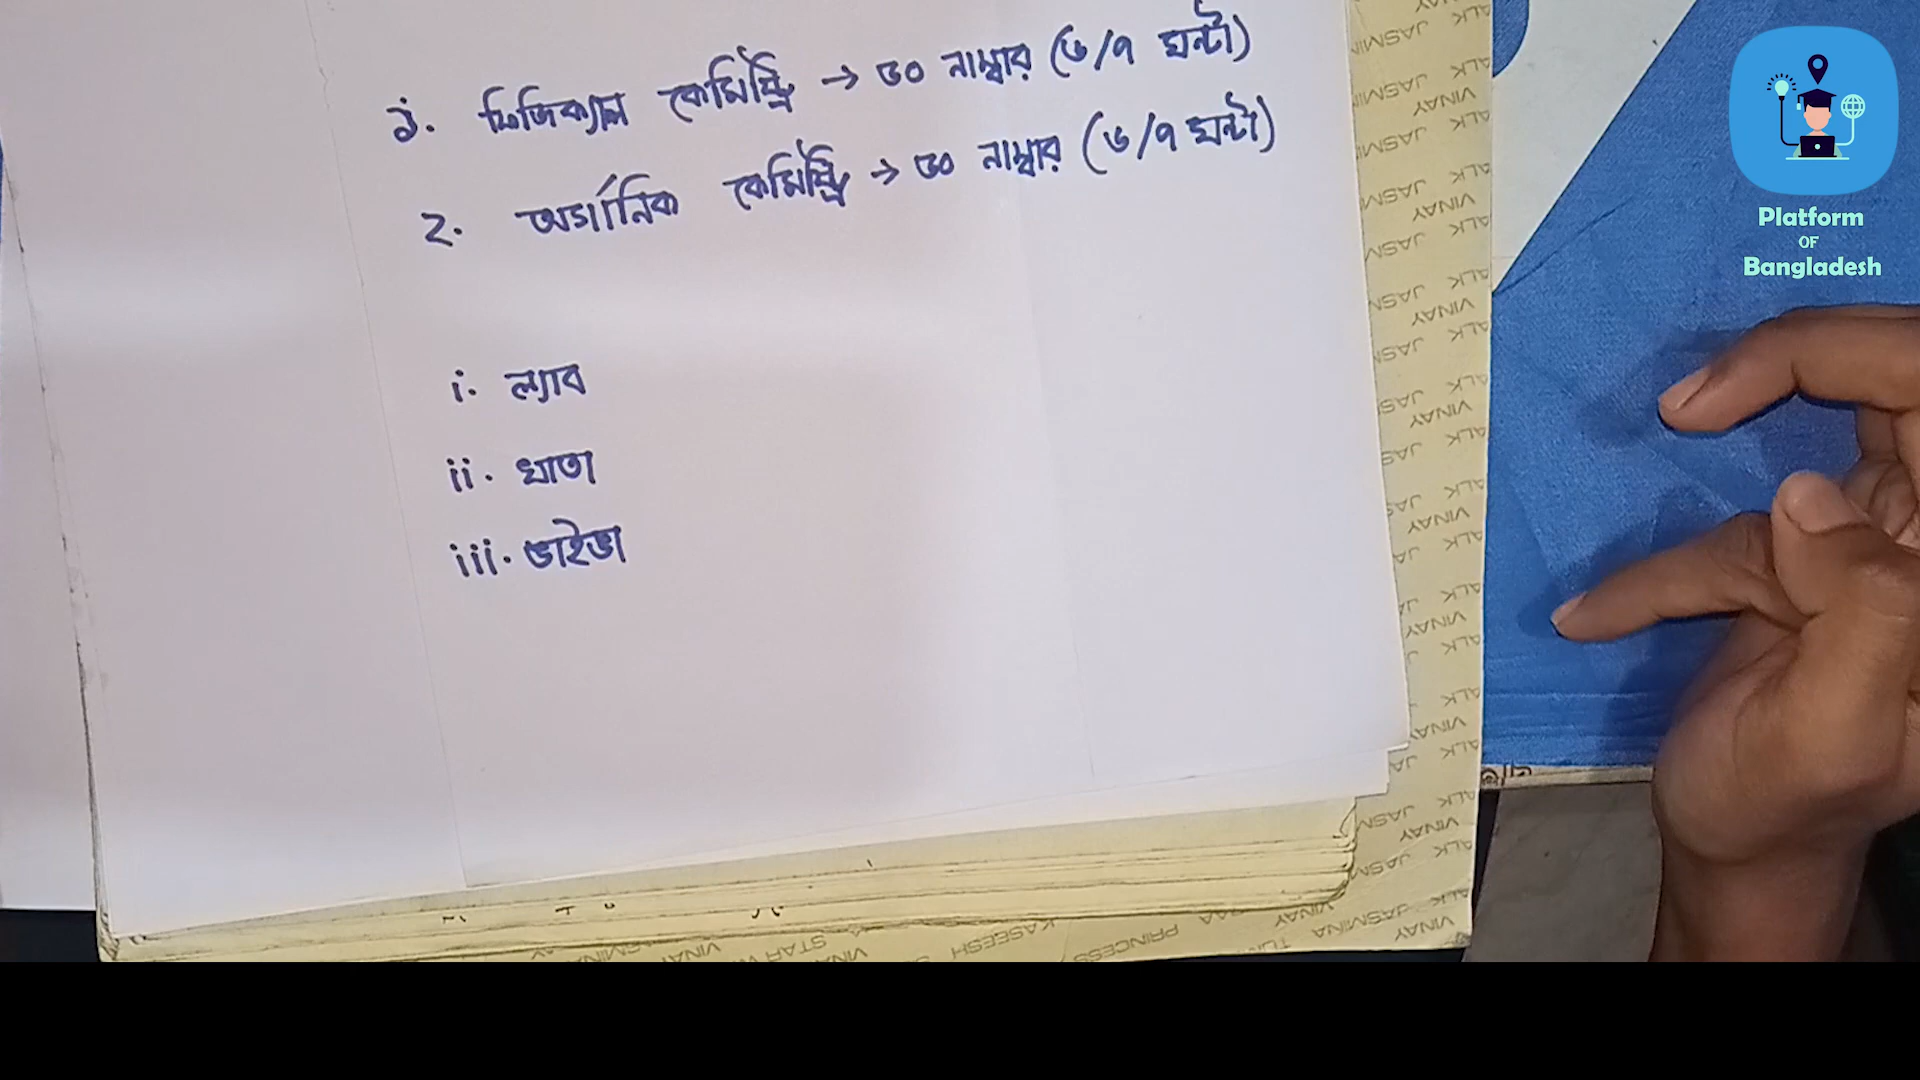 ১. ফিজিক্যাল কেমিস্ট্রি → ৩০ নাম্বার (৬/৭ ঘন্টা)
২. অর্গানিক কেমিস্ট্রি → ৩০ নাম্বার (৬/৭ ঘন্টা)
i. ল্যাব
ii. খাতা
iii. ভাইভা
Platform
OF
Bangladesh